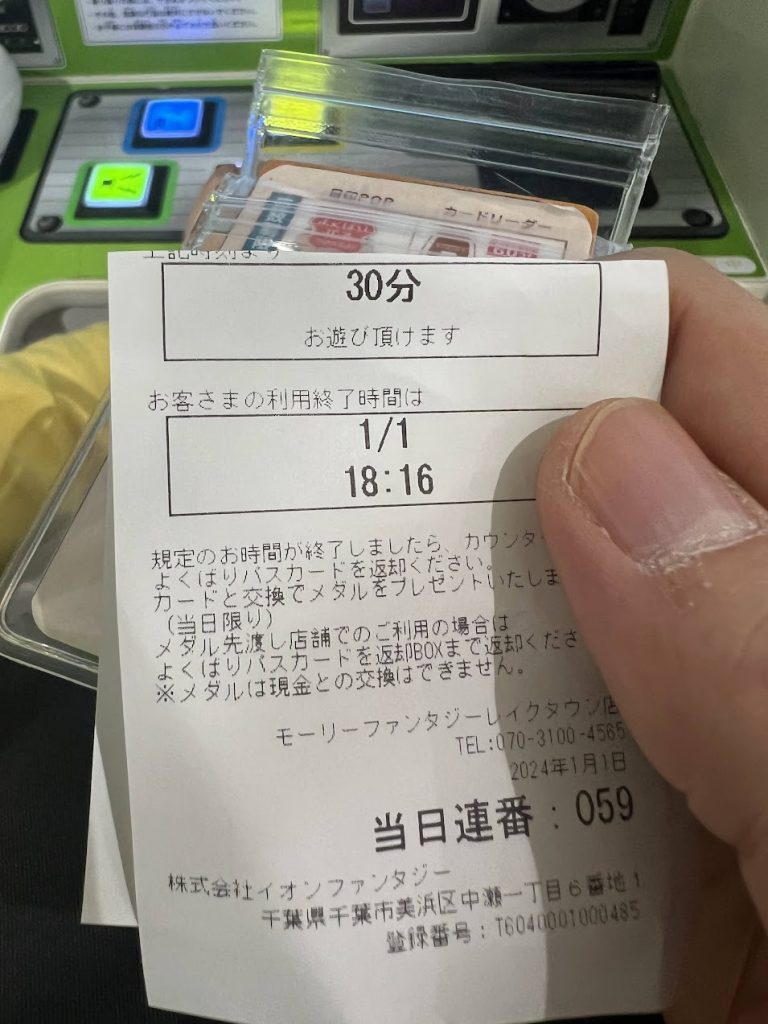 カードリーダー
上記時刻より
30分
お遊び頂けます
お客さまの利用終了時間は
1/1
18:16
規定のお時間が終了しましたら、カウンター
よくばりパスカードを返却ください。
カードと交換でメダルをプレゼントいたしま
(当日限り)
メダル先渡し店舗でのご利用の場合は
よくばりパスカードを返却BOXまで返却くださ
※メダルは現金との交換はできません。
モーリーファンタジーレイクタウン店
TEL:070-3100-4565
2024年1月1日
当日連番：059
株式会社イオンファンタジー
千葉県千葉市美浜区中瀬一丁目6番地1
登録番号：T6040001000485